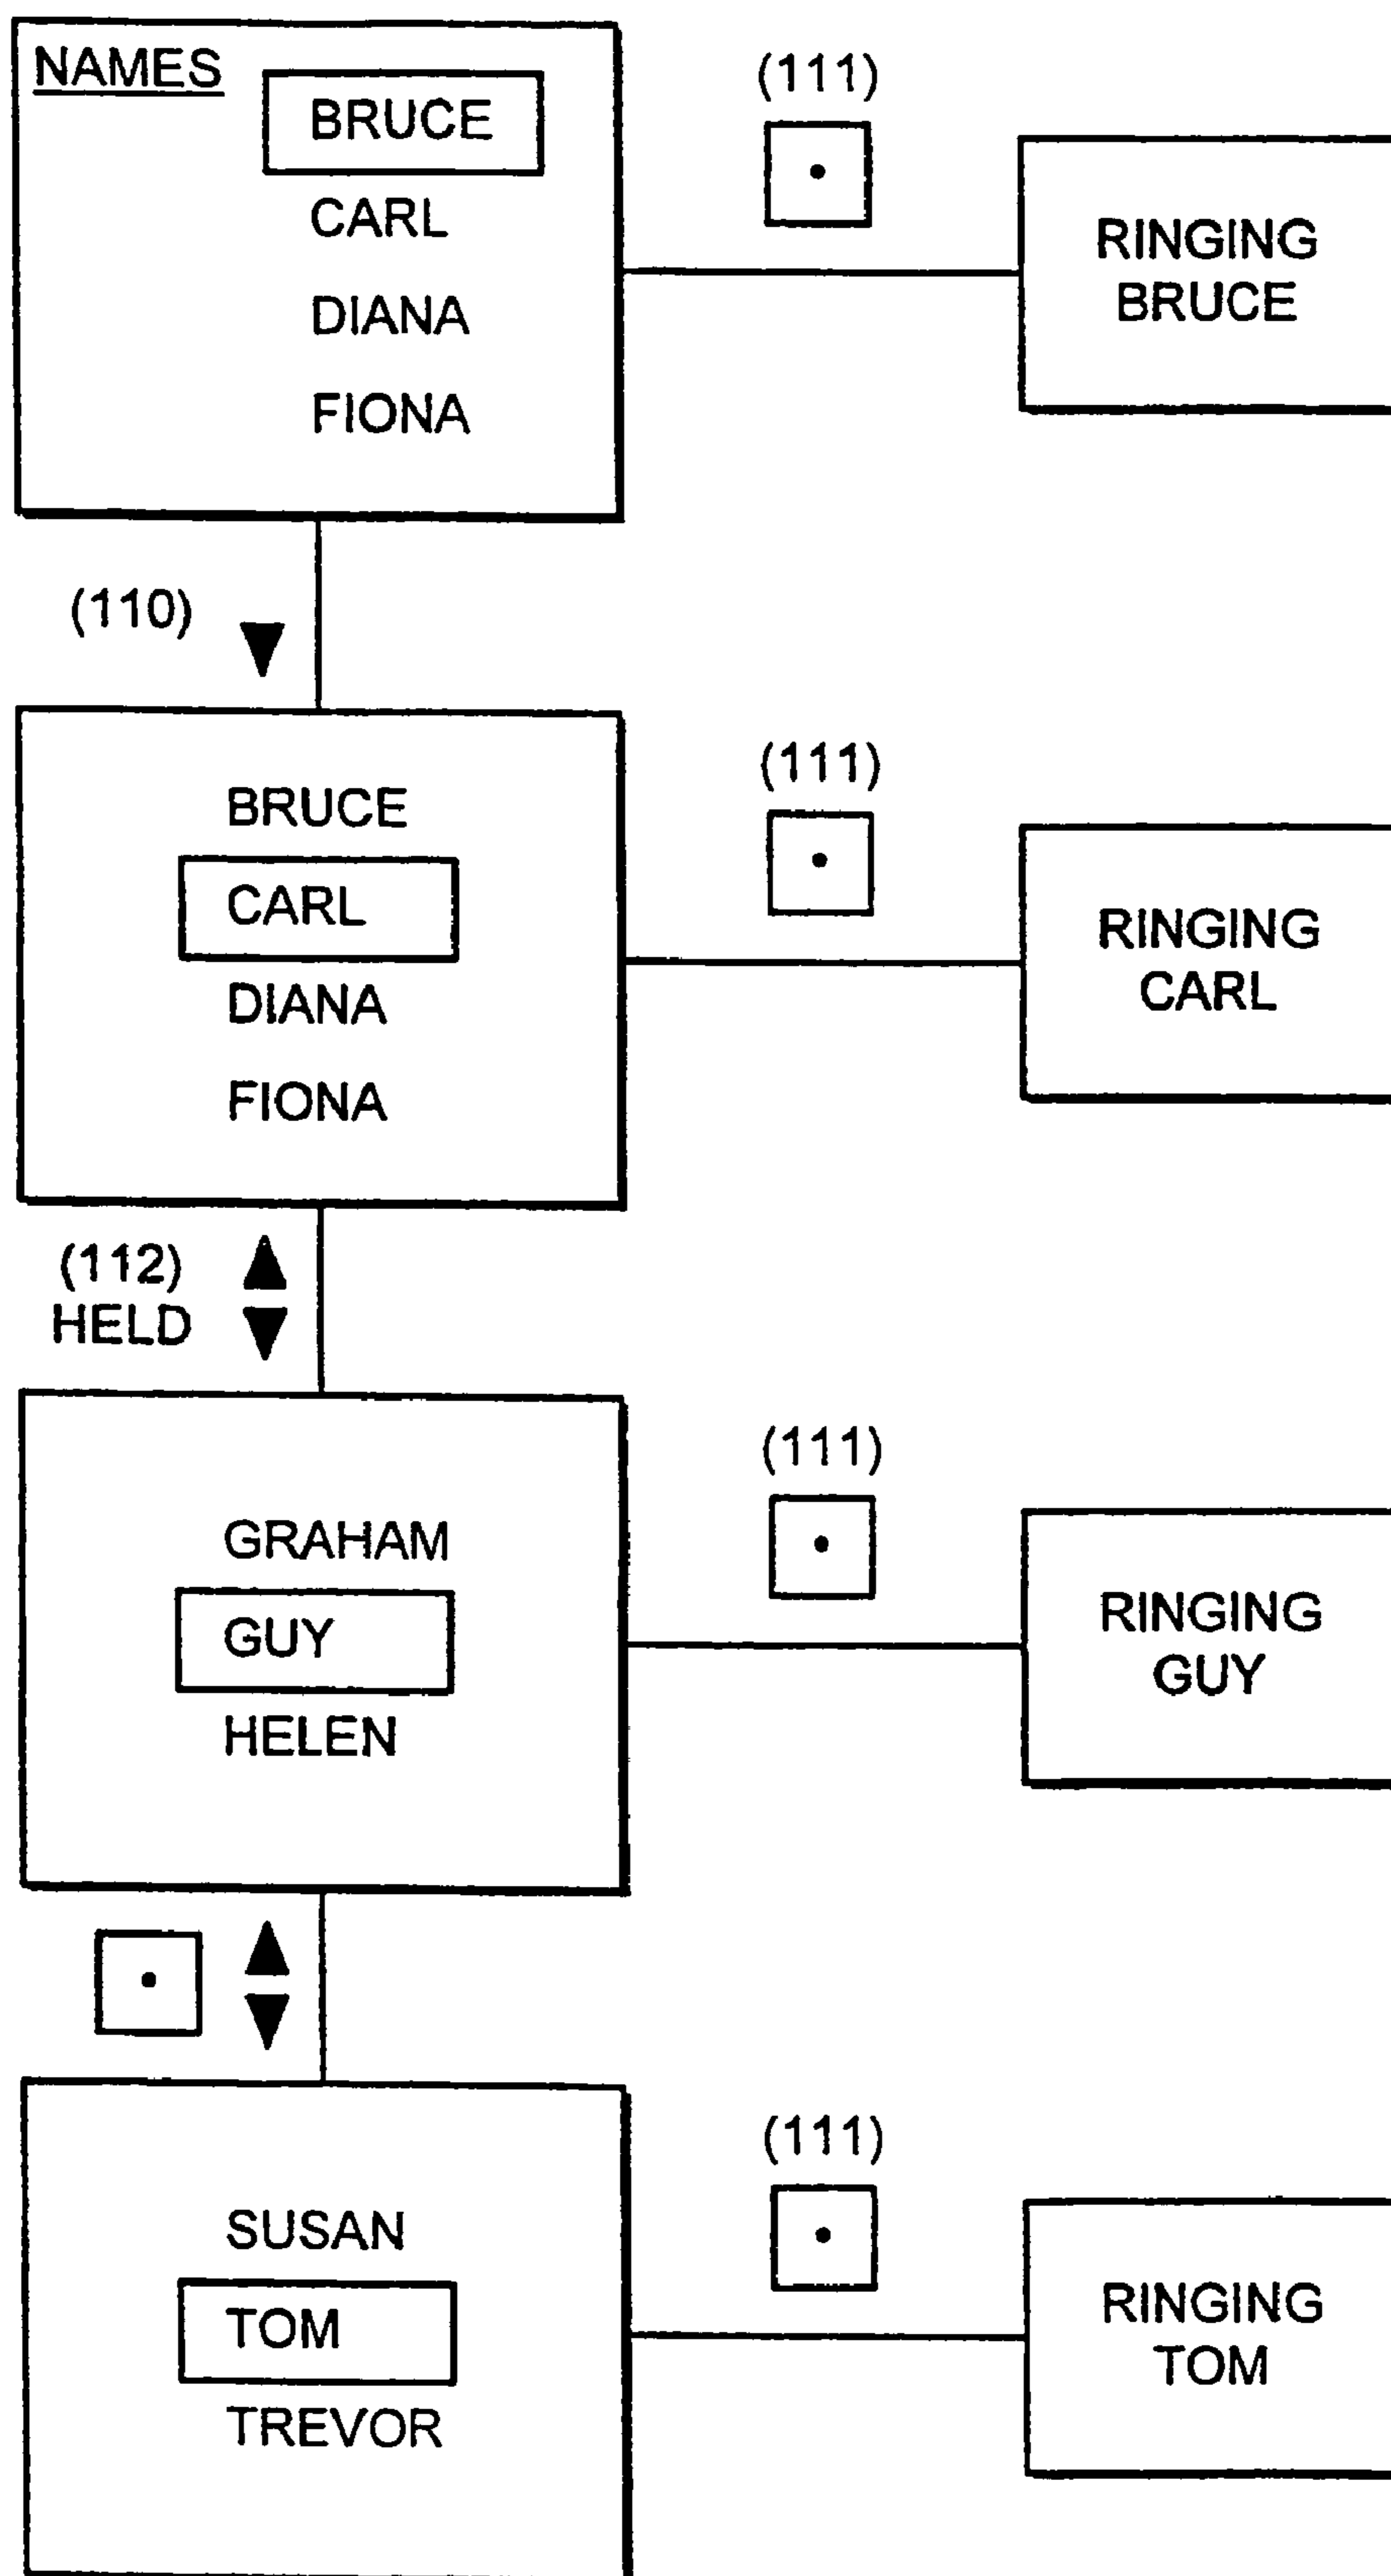 NAMES
BRUCE
CARL
DIANA
FIONA
(111)
RINGING
BRUCE
(110)
BRUCE
CARL
DIANA
FIONA
(111)
RINGING
CARL
(112)
HELD
GRAHAM
GUY
HELEN
(111)
RINGING
GUY
SUSAN
TOM
TREVOR
(111)
RINGING
TOM